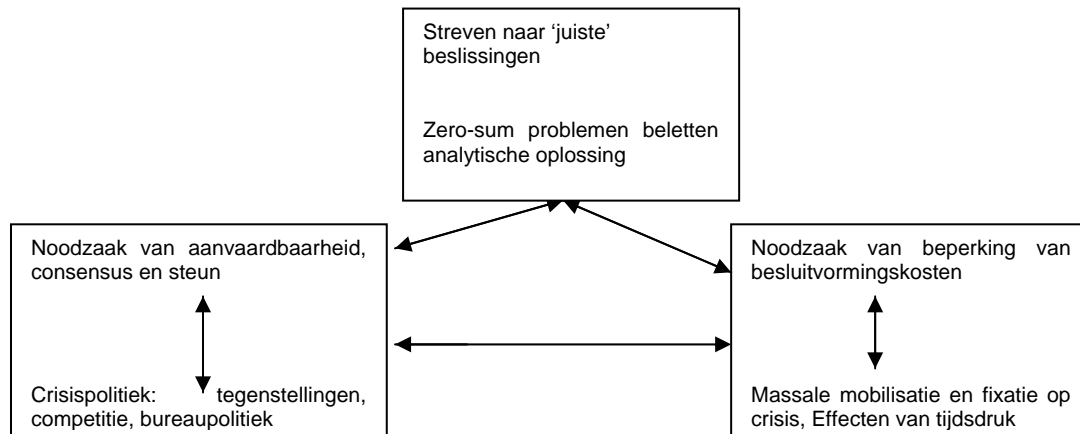 Streven naar ‘juiste’
beslissingen
Zero-sum problemen beletten
analytische oplossing
Noodzaak van aanvaardbaarheid,
consensus en steun
Crisispolitiek: tegenstellingen,
competitie, bureaupolitiek
Noodzaak van beperking van
besluitvormingskosten
Massale mobilisatie en fixatie op
crisis, Effecten van tijdsdruk